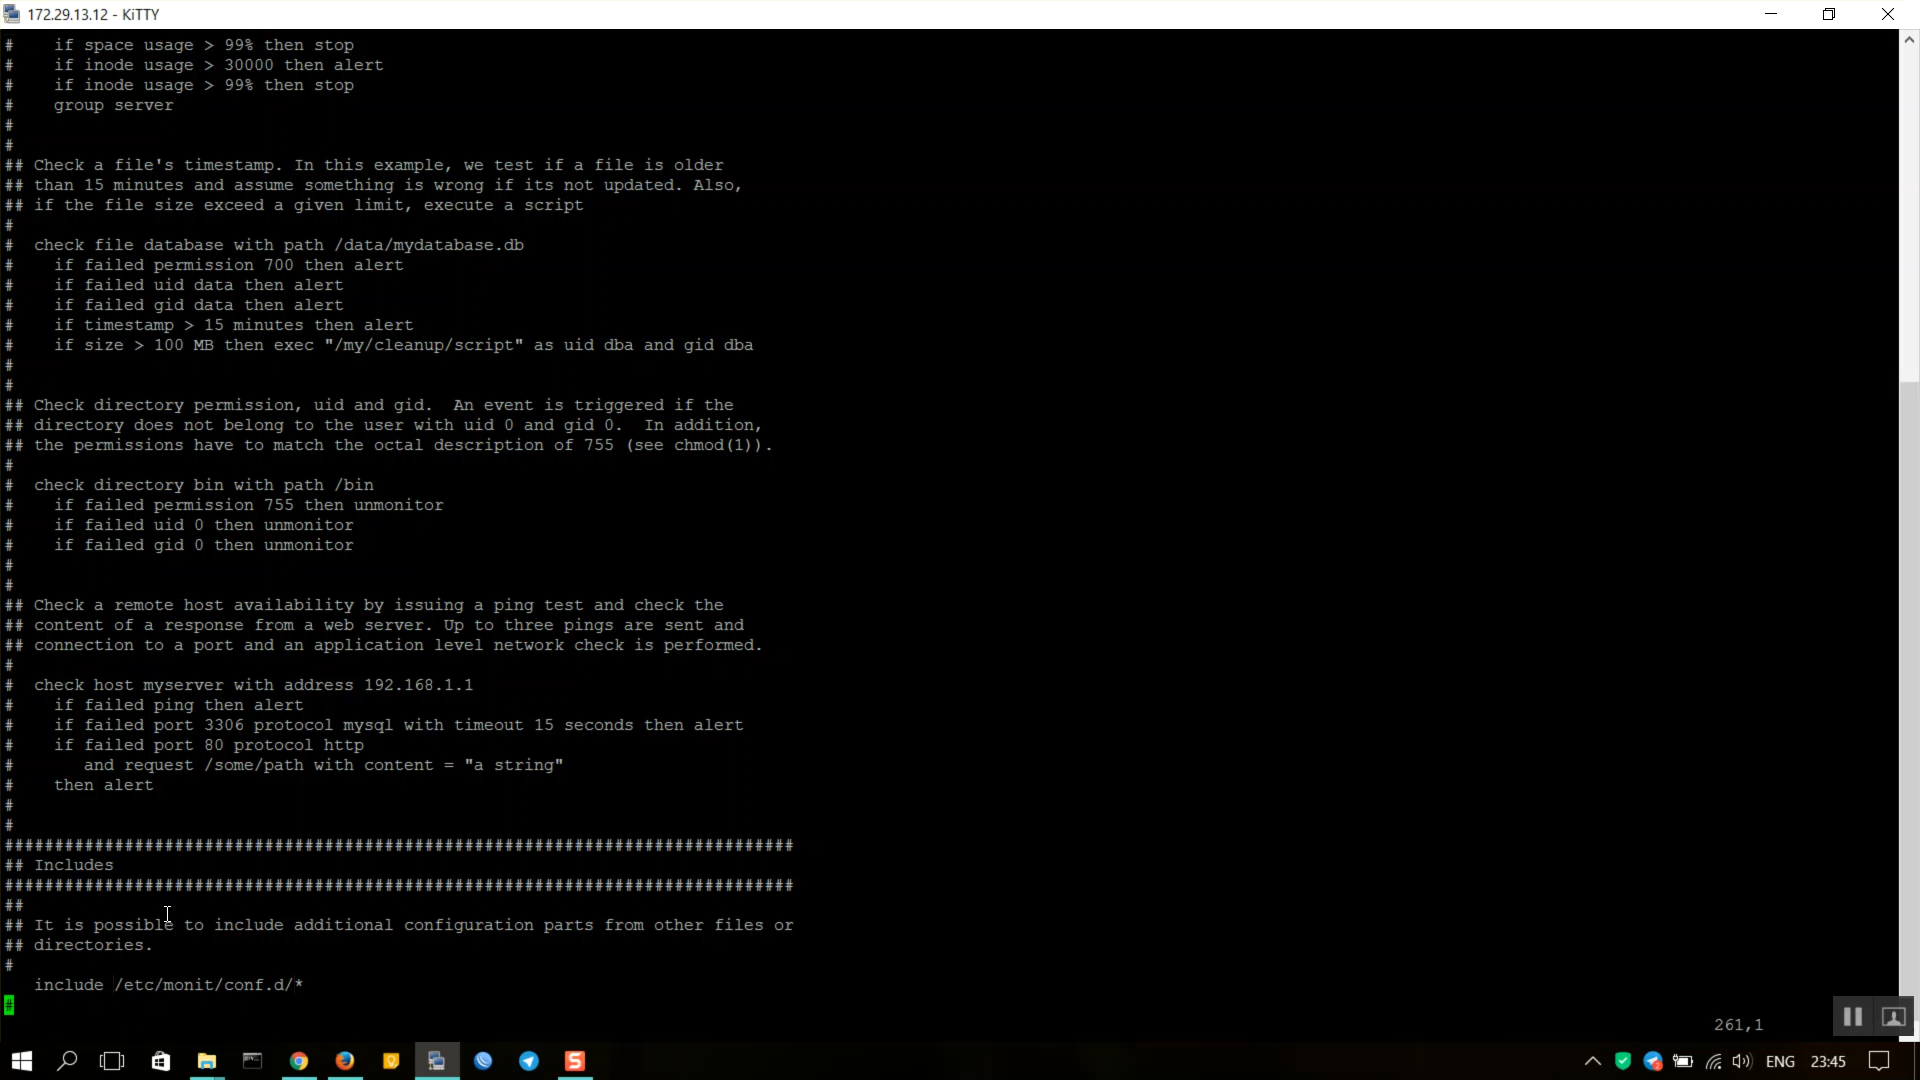 172.29.13.12 - KiTTY
#    if space usage > 99% then stop
#    if inode usage > 30000 then alert
#    if inode usage > 99% then stop
#    group server
#
#
## Check a file's timestamp. In this example, we test if a file is older
## than 15 minutes and assume something is wrong if its not updated. Also,
## if the file size exceed a given limit, execute a script
#
#  check file database with path /data/mydatabase.db
#    if failed permission 700 then alert
#    if failed uid data then alert
#    if failed gid data then alert
#    if timestamp > 15 minutes then alert
#    if size > 100 MB then exec "/my/cleanup/script" as uid dba and gid dba
#
#
## Check directory permission, uid and gid.  An event is triggered if the
## directory does not belong to the user with uid 0 and gid 0.  In addition,
## the permissions have to match the octal description of 755 (see chmod(1)).
#
#  check directory bin with path /bin
#    if failed permission 755 then unmonitor
#    if failed uid 0 then unmonitor
#    if failed gid 0 then unmonitor
#
#
## Check a remote host availability by issuing a ping test and check the
## content of a response from a web server. Up to three pings are sent and
## connection to a port and an application level network check is performed.
#
#  check host myserver with address 192.168.1.1
#    if failed ping then alert
#    if failed port 3306 protocol mysql with timeout 15 seconds then alert
#    if failed port 80 protocol http
#       and request /some/path with content = "a string"
#    then alert
#
#
###############################################################################
## Includes
###############################################################################
##
## It is possible to include additional configuration parts from other files or
## directories.
#
   include /etc/monit/conf.d/*
#
261,1
ENG 23:45